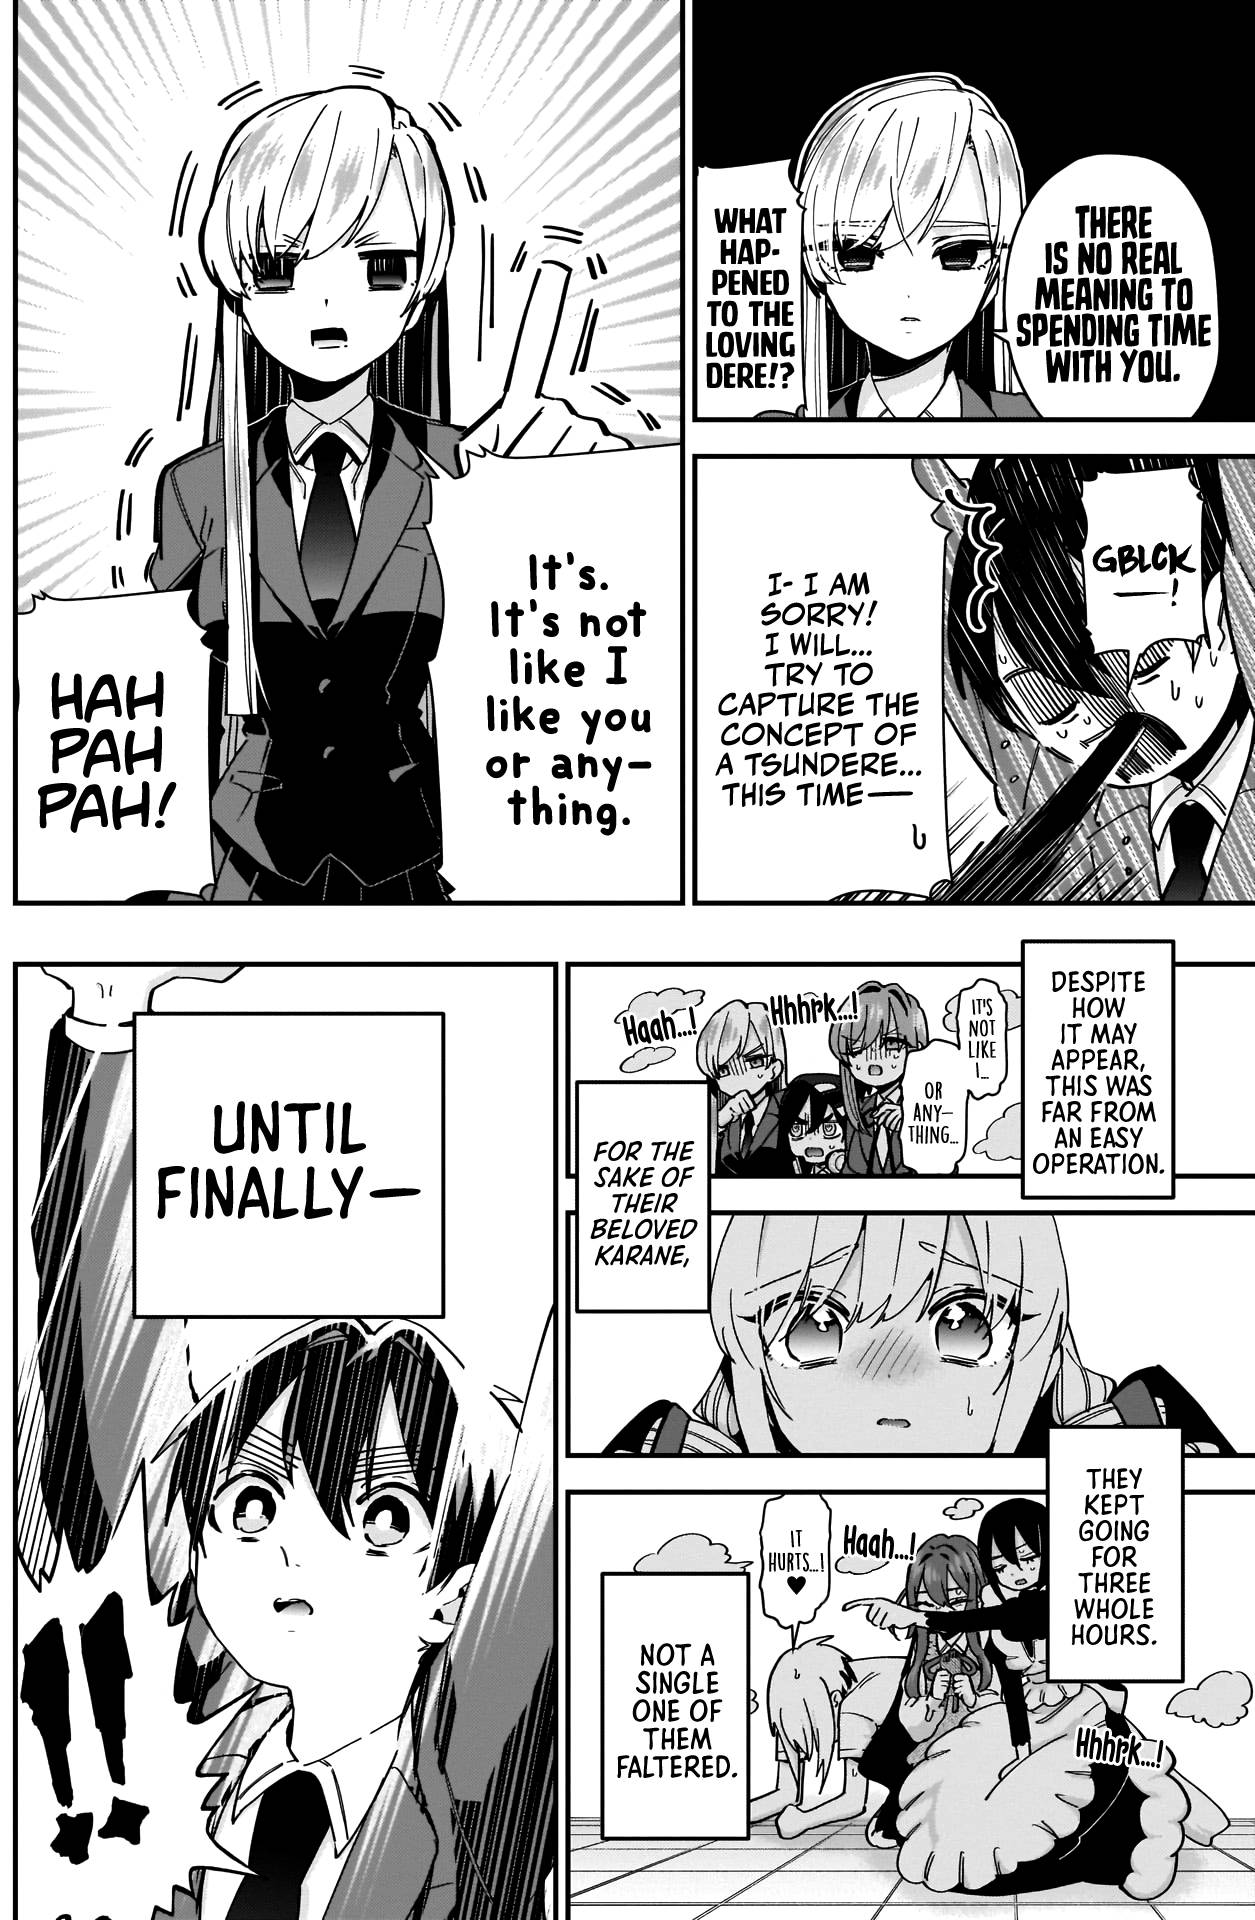 THERE
IS NO REAL
MEANING TO
SPENDING TIME
WITH YOU.
WHAT
HAP-
PENED
TO THE
LOVING
DERE!?
GBLCK
—!
I- I AM
SORRY!
I WILL...
TRY TO
CAPTURE THE
CONCEPT OF
A TSUNDERE...
THIS TIME—
It's.
It's not
like I
like you
or any-
thing.
HAH
PAH
PAH!
DESPITE
HOW
IT MAY
APPEAR,
THIS WAS
FAR FROM
AN EASY
OPERATION.
IT'S
NOT
LIKE
I...
OR
ANY-
THING...
Hhhrk...!
Haah...!
FOR THE
SAKE OF
THEIR
BELOVED
KARANE,
THEY
KEPT
GOING
FOR
THREE
WHOLE
HOURS.
Haah...!
IT
HURTS...!
♥
Hhhrk...!
NOT A
SINGLE
ONE OF
THEM
FALTERED.
UNTIL
FINALLY—
!!